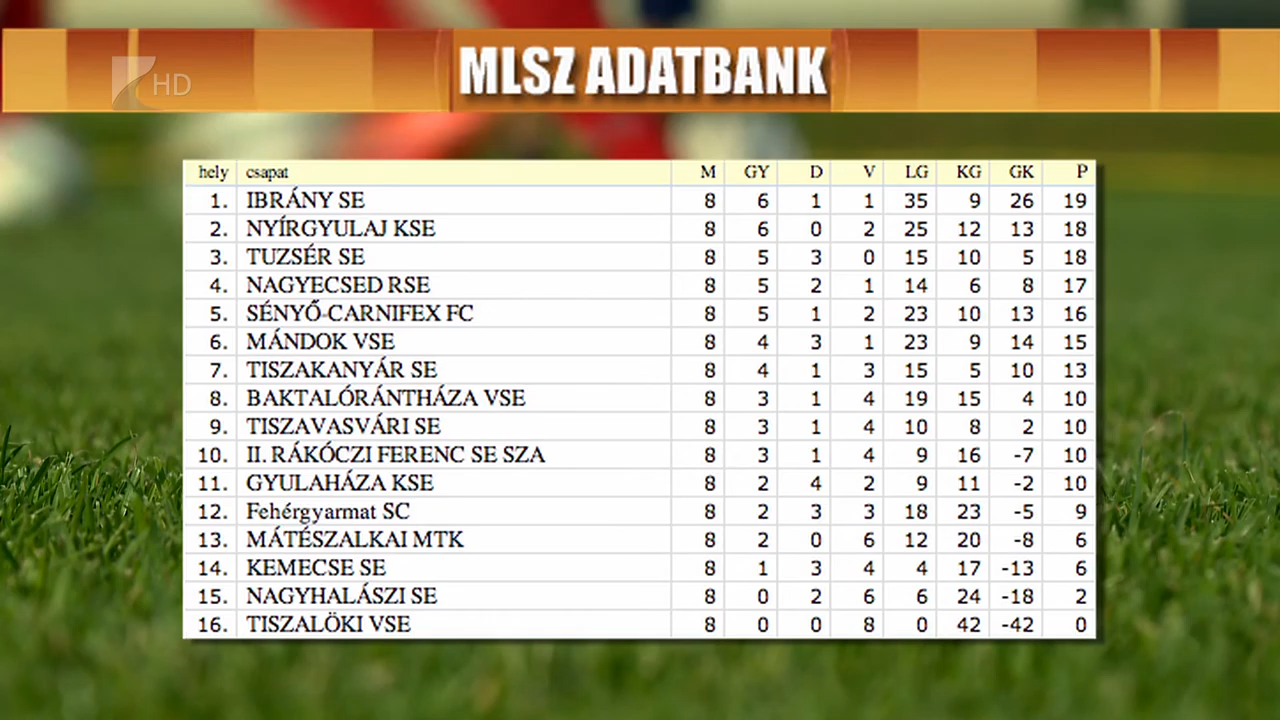 MLSZ ADATBANK
HD
hely csapat M GY D V LG KG GK P
1. IBRÁNY SE 8 6 1 1 35 9 26 19
2. NYÍRGYULAJ KSE 8 6 0 2 25 12 13 18
3. TUZSÉR SE 8 5 3 0 15 10 5 18
4. NAGYECSED RSE 8 5 2 1 14 6 8 17
5. SÉNYŐ-CARNIFEX FC 8 5 1 2 23 10 13 16
6. MÁNDOK VSE 8 4 3 1 23 9 14 15
7. TISZAKANYÁR SE 8 4 1 3 15 5 10 13
8. BAKTALÓRÁNTHÁZA VSE 8 3 1 4 19 15 4 10
9. TISZAVASVÁRI SE 8 3 1 4 10 8 2 10
10. II. RÁKÓCZI FERENC SE SZA 8 3 1 4 9 16 -7 10
11. GYULAHÁZA KSE 8 2 4 2 9 11 -2 10
12. Fehérgyarmat SC 8 2 3 3 18 23 -5 9
13. MÁTÉSZALKAI MTK 8 2 0 6 12 20 -8 6
14. KEMECSE SE 8 1 3 4 4 17 -13 6
15. NAGYHALÁSZI SE 8 0 2 6 6 24 -18 2
16. TISZALÖKI VSE 8 0 0 8 0 42 -42 0